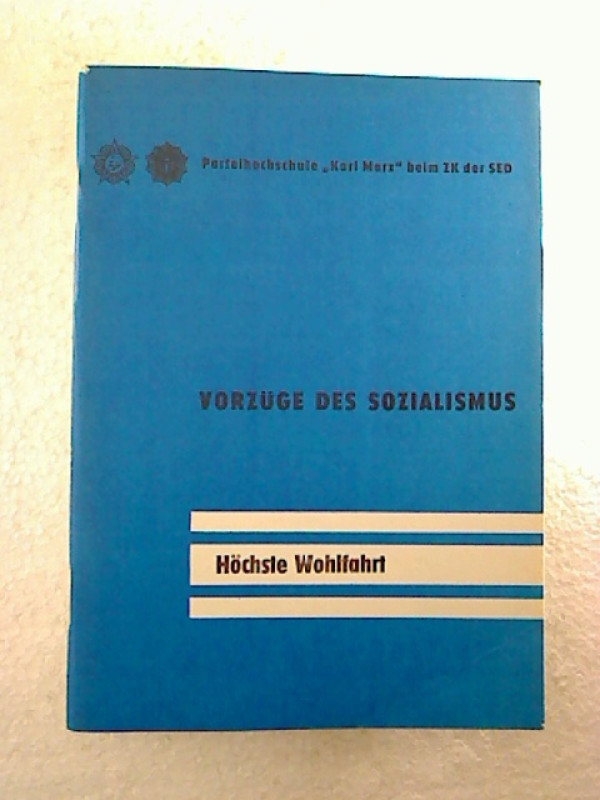 Parteihochschule „Karl Marx" beim ZK der SED
VORZÜGE DES SOZIALISMUS
Höchste Wohlfahrt